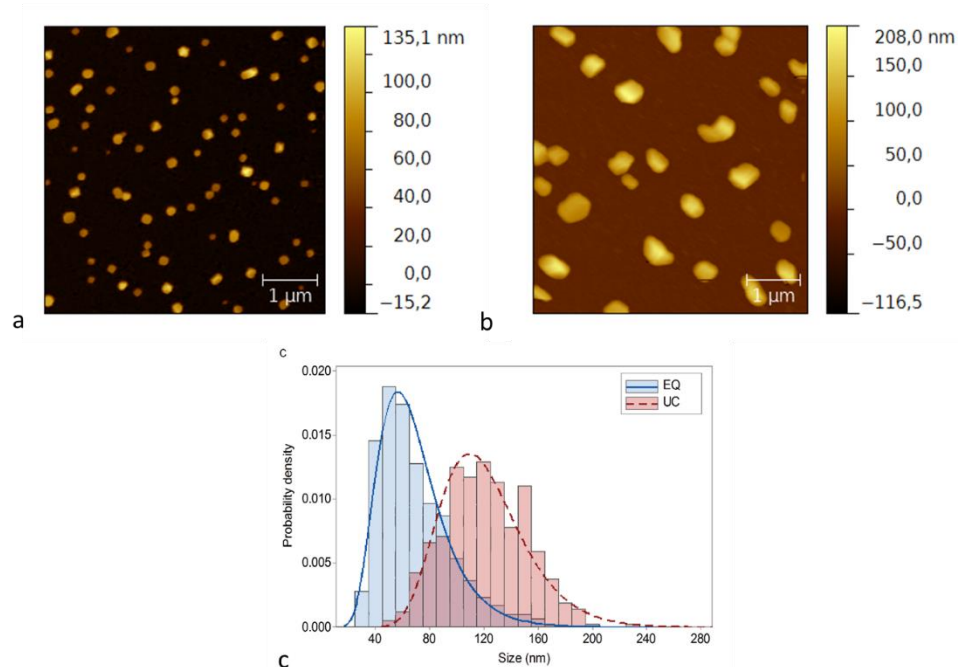 135,1 nm
100,0
80,0
60,0
40,0
20,0
0,0
−15,2
1 µm
a
208,0 nm
150,0
100,0
50,0
0,0
−50,0
−116,5
1 µm
b
c
0.020
0.015
0.010
0.005
0.000
Probability density
EQ
UC
40 80 120 160 200 240 280
Size (nm)
c